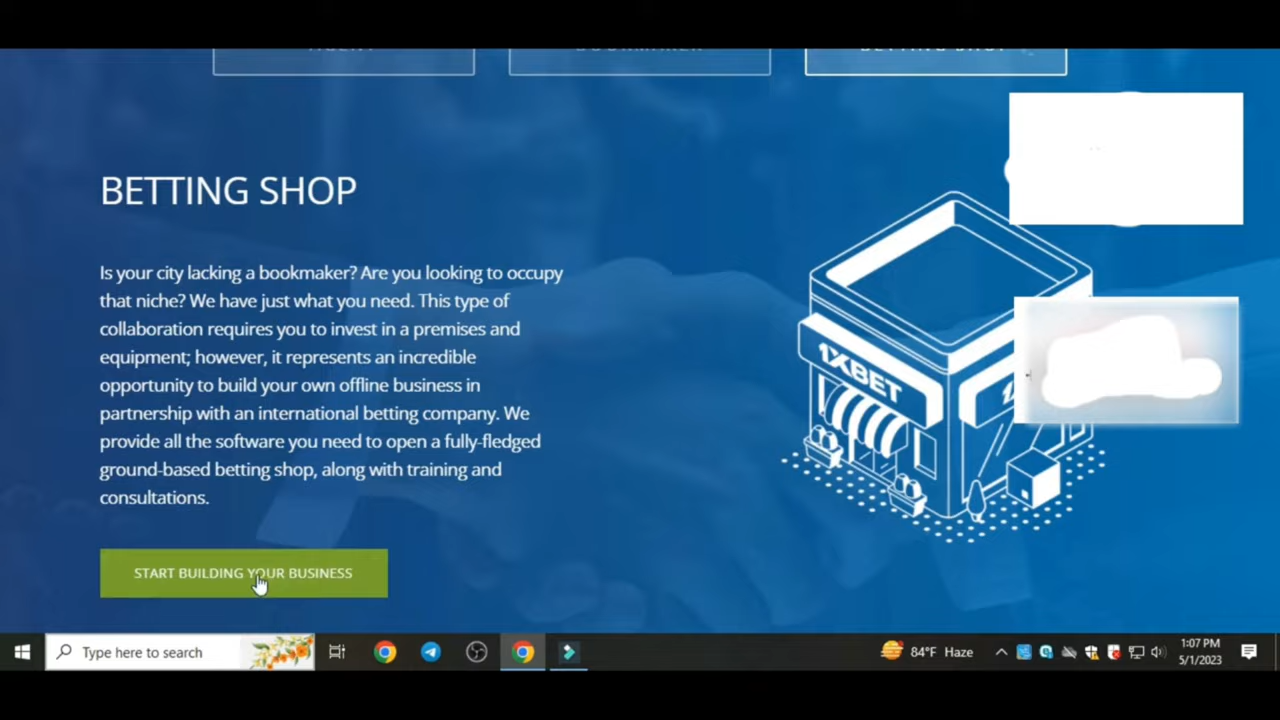 BETTING SHOP
Is your city lacking a bookmaker? Are you looking to occupy
that niche? We have just what you need. This type of
collaboration requires you to invest in a premises and
equipment; however, it represents an incredible
opportunity to build your own offline business in
partnership with an international betting company. We
provide all the software you need to open a fully-fledged
ground-based betting shop, along with training and
consultations.
1XBET
START BUILDING YOUR BUSINESS
Type here to search
84°F Haze
1:07 PM
5/1/2023